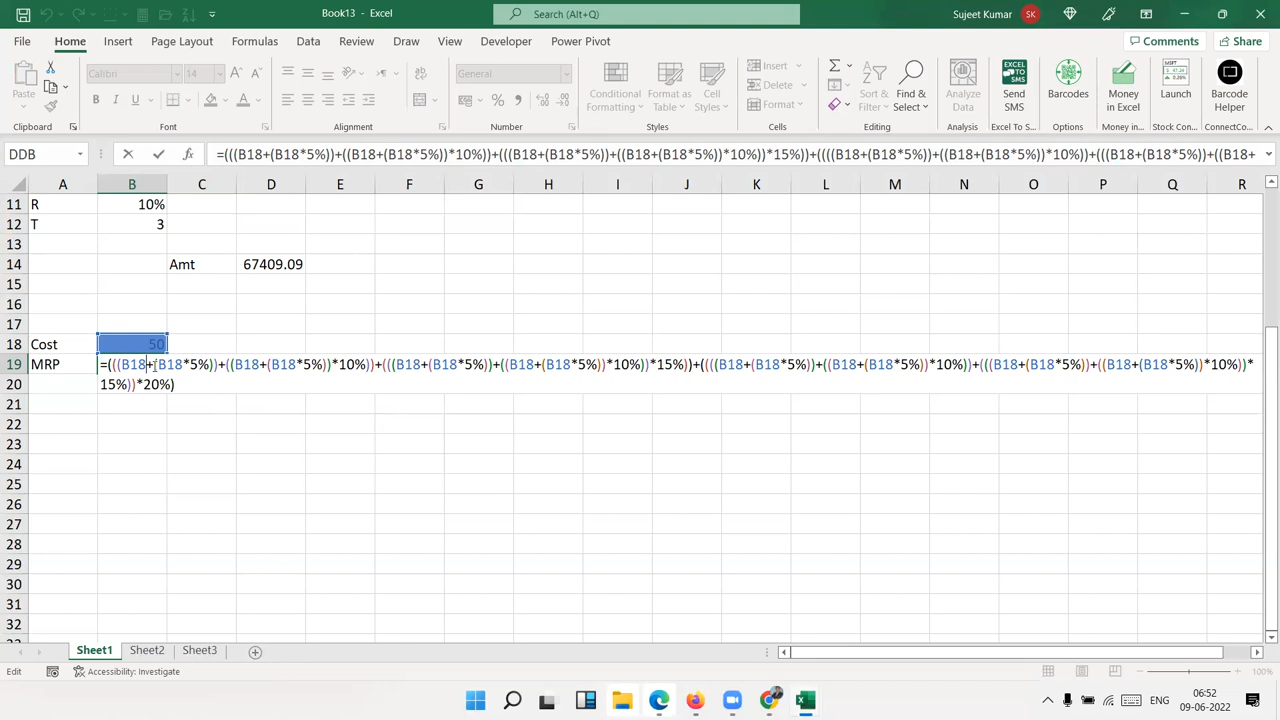 Book13 - Excel
Search (Alt+Q)
Sujeet Kumar
SK
File Home Insert Page Layout Formulas Data Review View Developer Power Pivot
Comments
Share
Paste
Calibri 14
General
Conditional Formatting
Format as Table
Cell Styles
Insert
Delete
Format
Sort & Filter
Find & Select
Analyze Data
Send SMS
Barcodes
Money in Excel
Launch
Barcode Helper
Clipboard Font Alignment Number Styles Cells Editing Analysis Excel To S... Options Money in... Stock Con... ConnectCo...
DDB
=(((B18+(B18*5%))+((B18+(B18*5%))*10%))+(((B18+(B18*5%))+((B18+(B18*5%))*10%))*15%))+((((B18+(B18*5%))+((B18+(B18*5%))*10%))+(((B18+(B18*5%))+((B18+
A B C D E F G H I J K L M N O P Q R
11 R 10%
12 T 3
13
14 Amt 67409.09
15
16
17
18 Cost 50
19 MRP =(((B18+(B18*5%))+((B18+(B18*5%))*10%))+(((B18+(B18*5%))+((B18+(B18*5%))*10%))*15%))+((((B18+(B18*5%))+((B18+(B18*5%))*10%))+(((B18+(B18*5%))+((B18+(B18*5%))*10%))*
20 15%))*20%)
21
22
23
24
25
26
27
28
29
30
31
32
Sheet1 Sheet2 Sheet3
Edit
Accessibility: Investigate
100%
ENG
06:52
09-06-2022